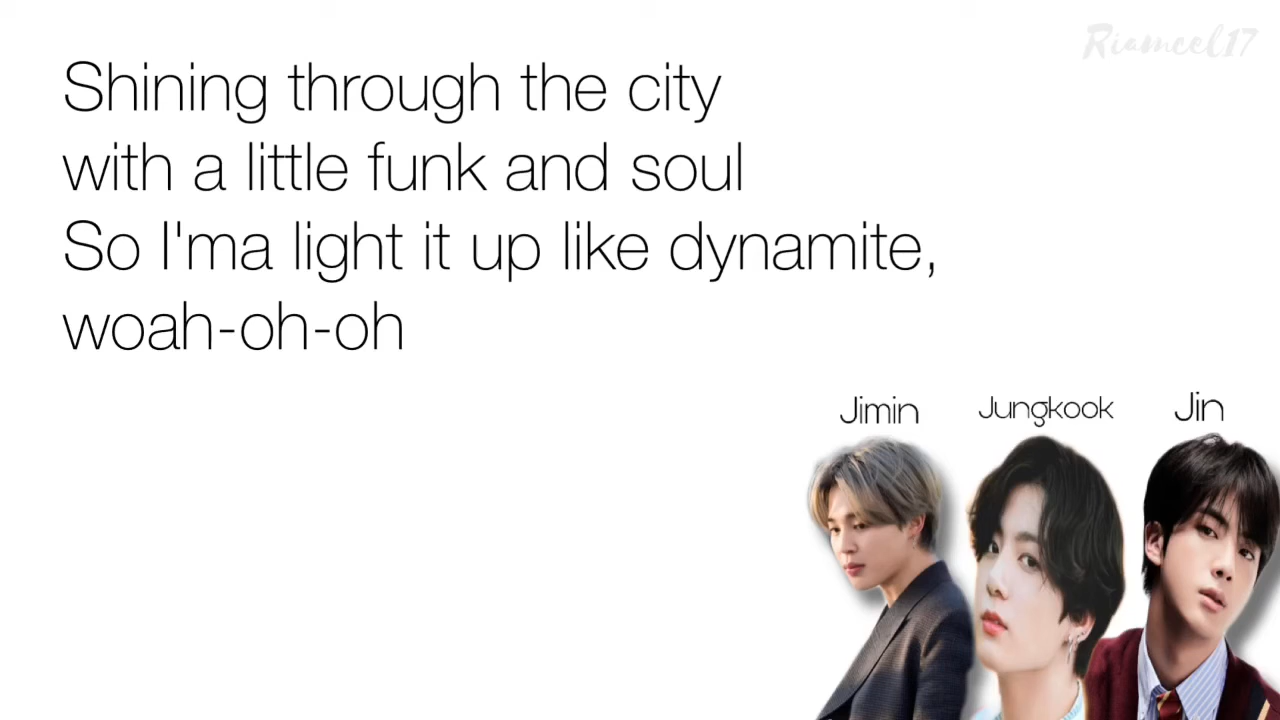 Riamcel17
Shining through the city
with a little funk and soul
So I'ma light it up like dynamite,
woah-oh-oh
Jimin Jungkook Jin